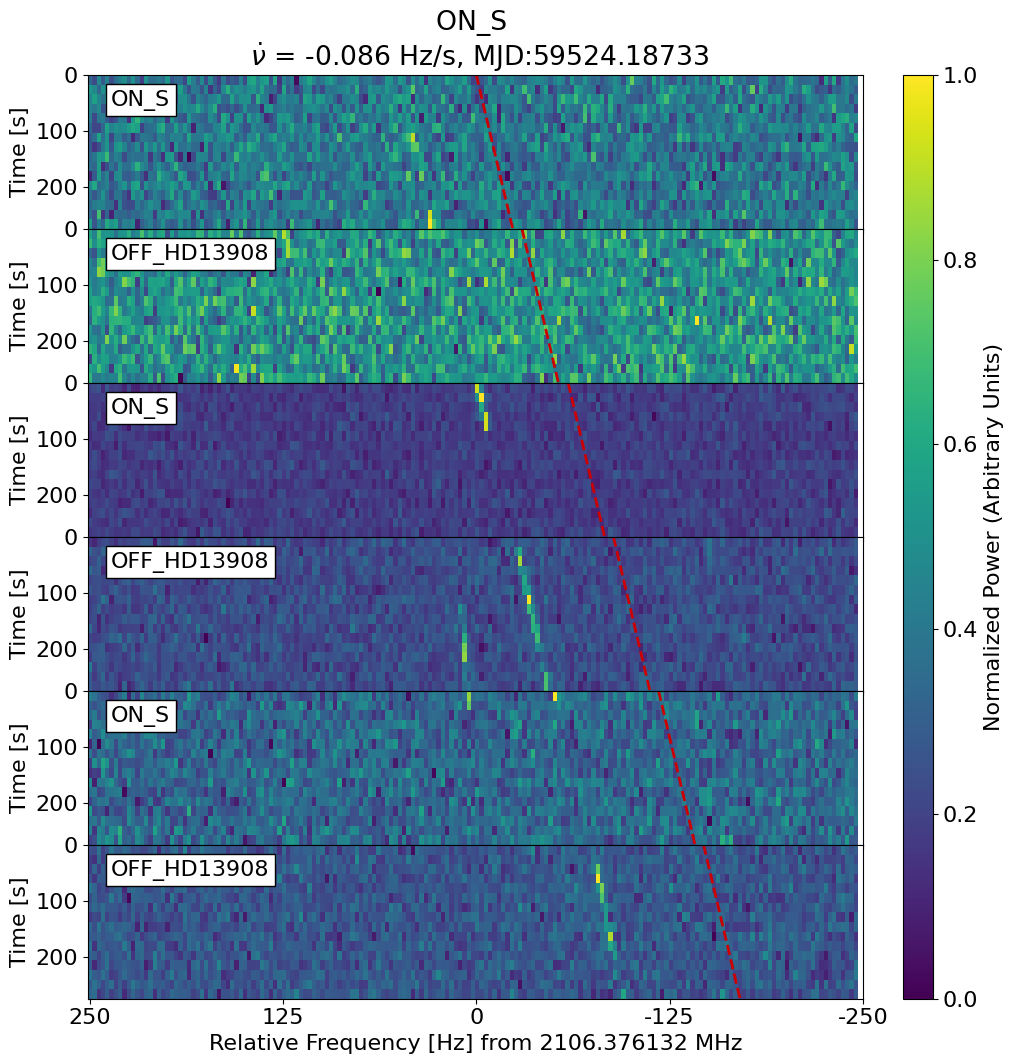 ON_S
ν̇ = -0.086 Hz/s, MJD:59524.18733
0
ON_S
100
Time [s]
200
0
OFF_HD13908
100
Time [s]
200
0
ON_S
100
Time [s]
200
0
OFF_HD13908
100
Time [s]
200
0
ON_S
100
Time [s]
200
0
OFF_HD13908
100
Time [s]
200
250 125 0 -125 -250
Relative Frequency [Hz] from 2106.376132 MHz
1.0
0.8
0.6
0.4
0.2
0.0
Normalized Power (Arbitrary Units)